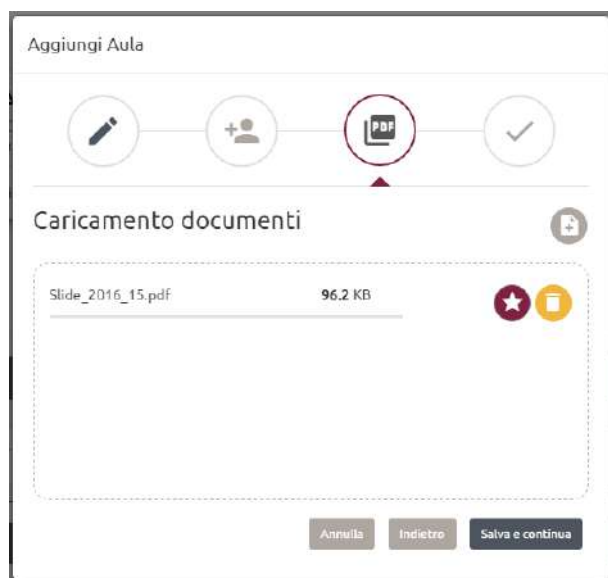 Aggiungi Aula
PDF
Caricamento documenti
Slide_2016_15.pdf 96.2 KB
Annulla Indietro Salva e continua